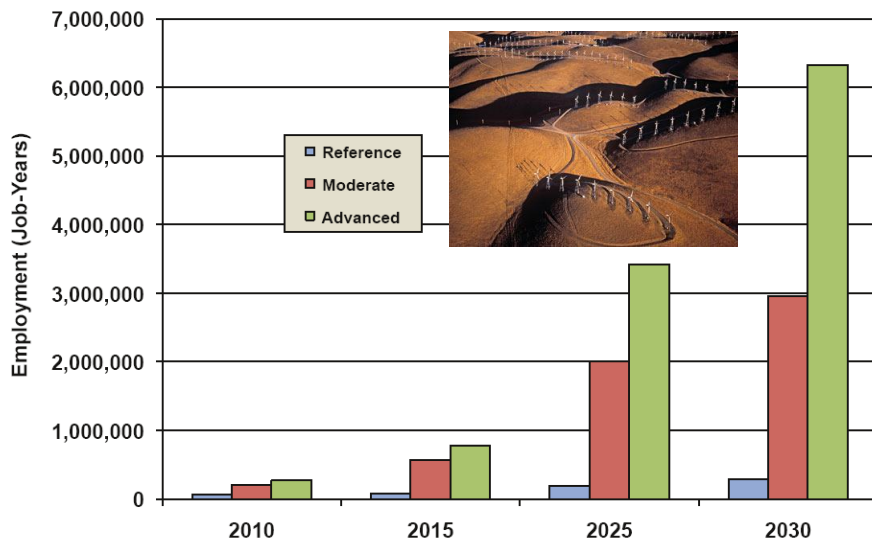 7,000,000
6,000,000
5,000,000
4,000,000
3,000,000
2,000,000
1,000,000
0
Employment (Job-Years)
Reference
Moderate
Advanced
2010 2015 2025 2030